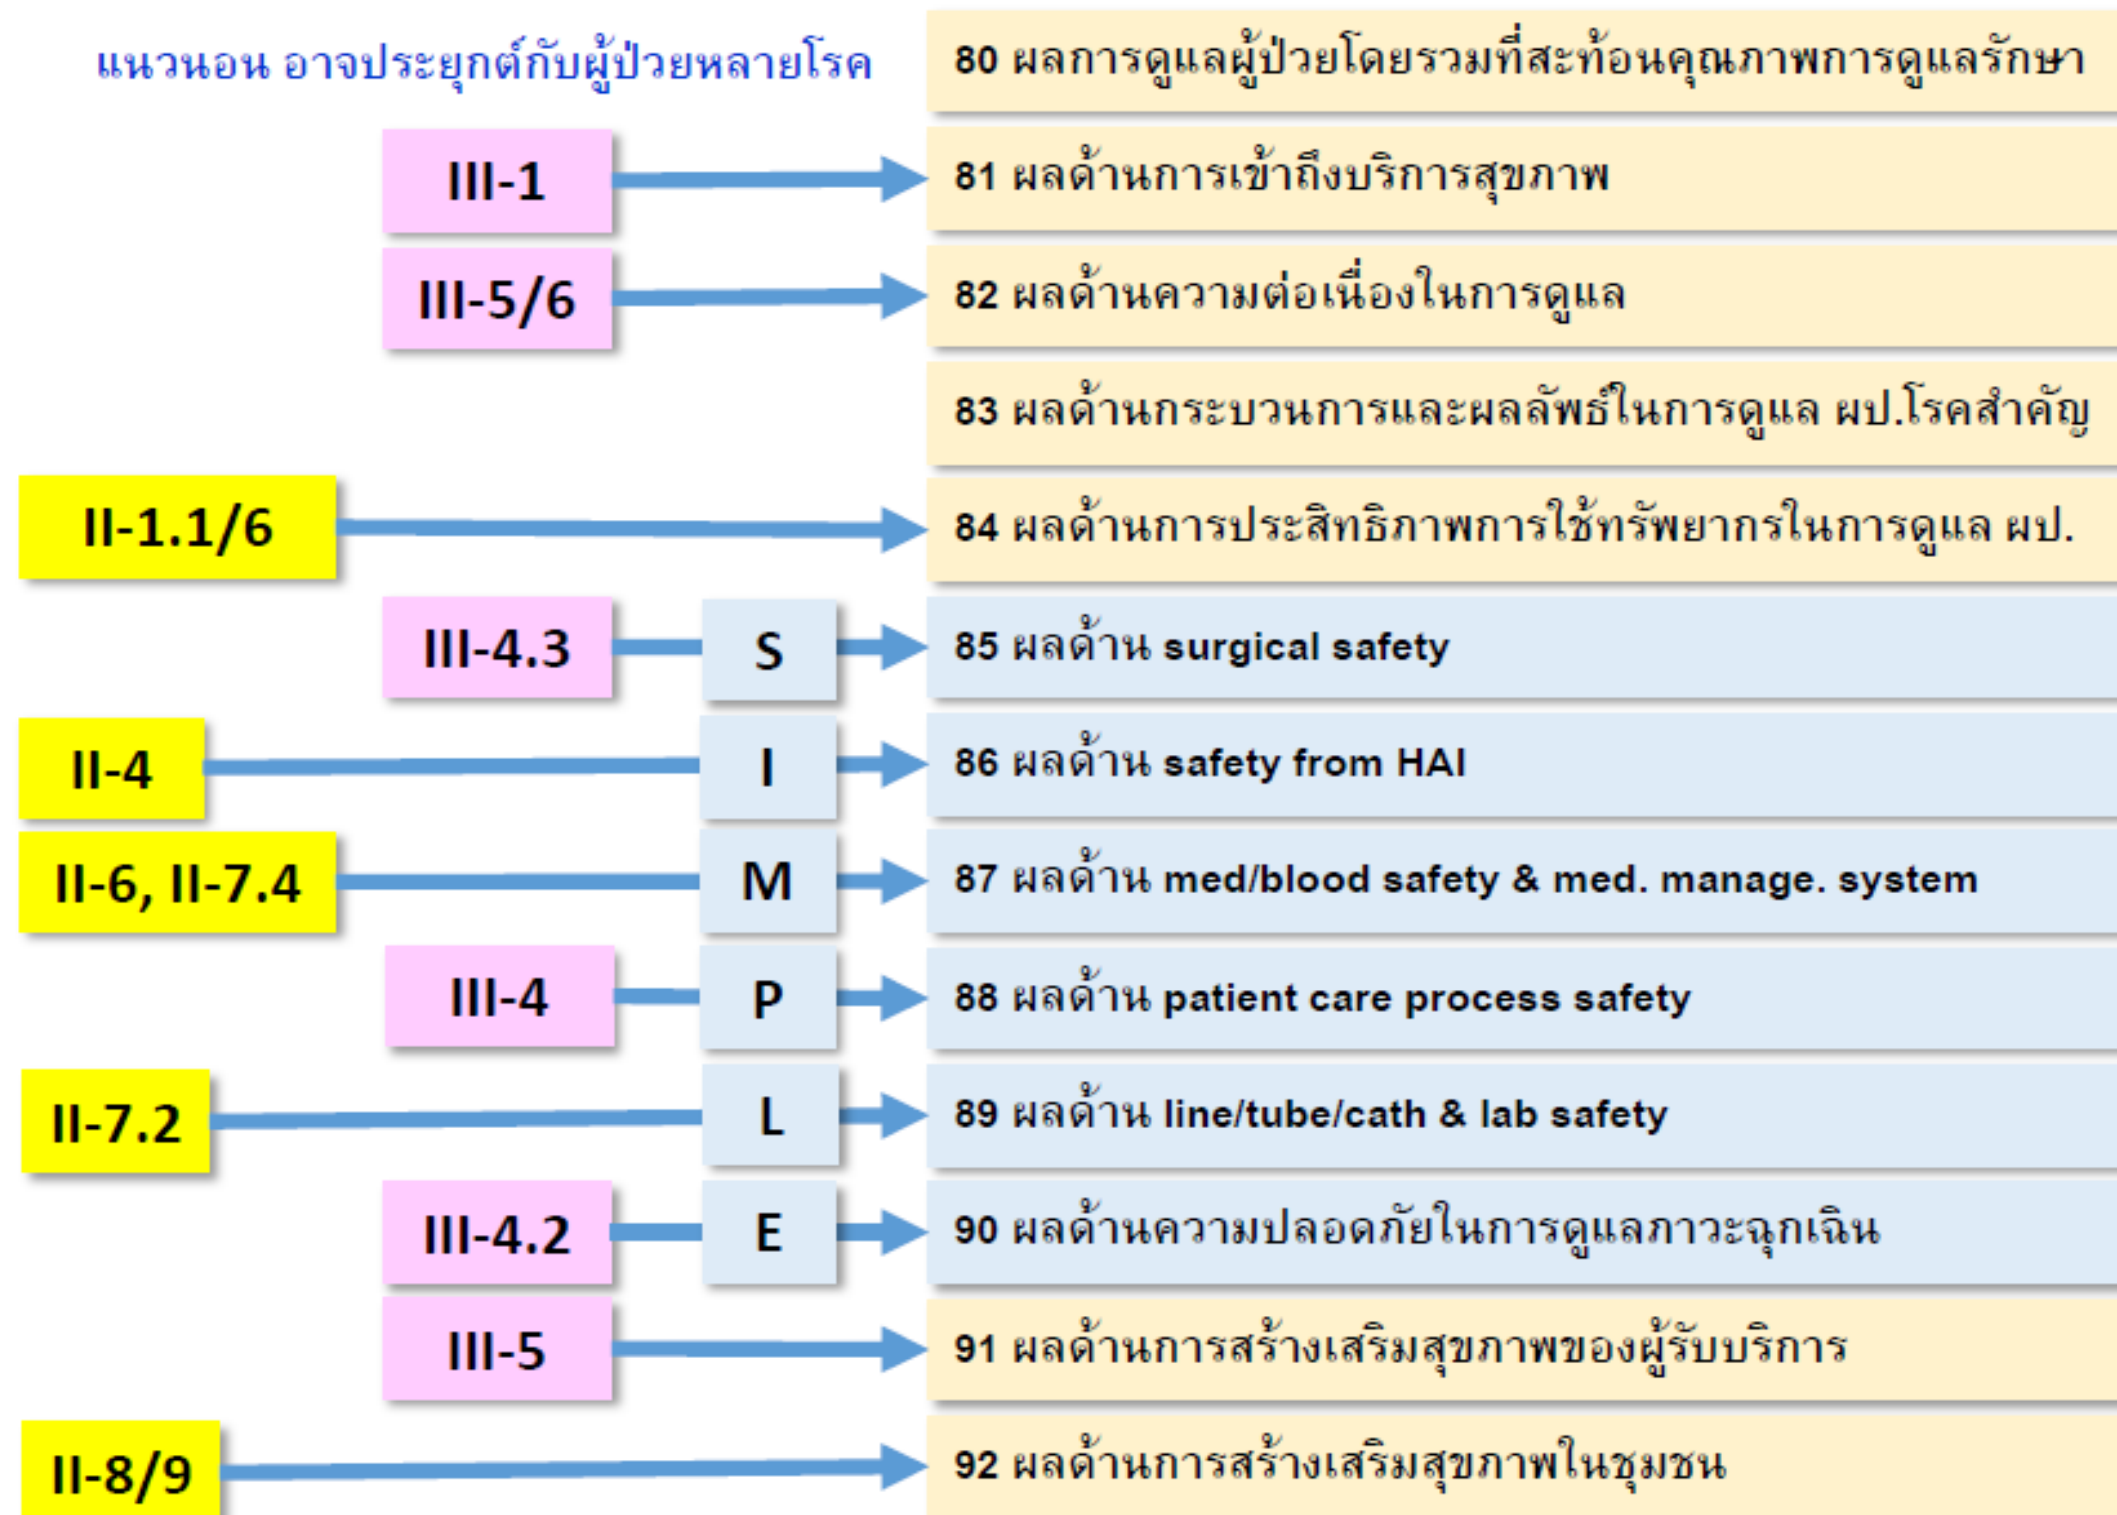 แนวนอน อาจประยุกต์กับผู้ป่วยหลายโรค
80 ผลการดูแลผู้ป่วยโดยรวมที่สะท้อนคุณภาพการดูแลรักษา
III-1
81 ผลด้านการเข้าถึงบริการสุขภาพ
III-5/6
82 ผลด้านความต่อเนื่องในการดูแล
83 ผลด้านกระบวนการและผลลัพธ์ในการดูแล ผป.โรคสำคัญ
II-1.1/6
84 ผลด้านการประสิทธิภาพการใช้ทรัพยากรในการดูแล ผป.
III-4.3
S
85 ผลด้าน surgical safety
II-4
I
86 ผลด้าน safety from HAI
II-6, II-7.4
M
87 ผลด้าน med/blood safety & med. manage. system
III-4
P
88 ผลด้าน patient care process safety
II-7.2
L
89 ผลด้าน line/tube/cath & lab safety
III-4.2
E
90 ผลด้านความปลอดภัยในการดูแลภาวะฉุกเฉิน
III-5
91 ผลด้านการสร้างเสริมสุขภาพของผู้รับบริการ
II-8/9
92 ผลด้านการสร้างเสริมสุขภาพในชุมชน